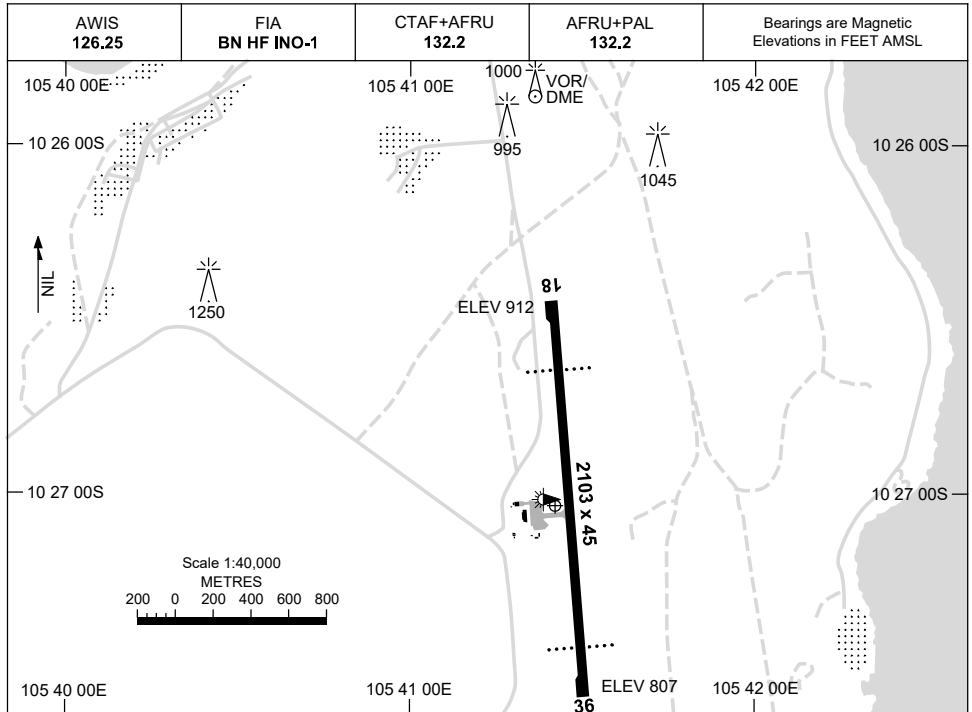 AWIS
126.25
FIA
BN HF INO-1
CTAF+AFRU
132.2
AFRU+PAL
132.2
Bearings are Magnetic
Elevations in FEET AMSL
105 40 00E
105 41 00E
1000
VOR/
DME
105 42 00E
10 26 00S
995
1045
10 26 00S
NIL
1250
18
ELEV 912
2103 x 45
10 27 00S
10 27 00S
Scale 1:40,000
METRES
200 0 200 400 600 800
105 40 00E
105 41 00E
ELEV 807
105 42 00E
36